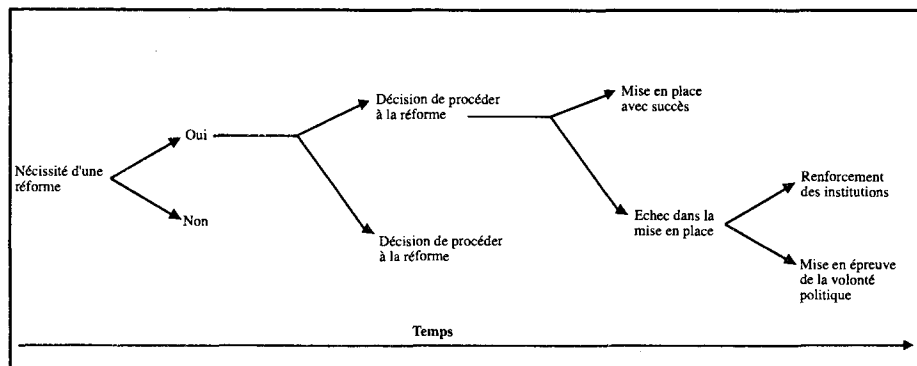 Nécissité d'une
réforme
Oui
Non
Décision de procéder
à la réforme
Décision de procéder
à la réforme
Mise en place
avec succès
Echec dans la
mise en place
Renforcement
des institutions
Mise en épreuve
de la volonté
politique
Temps